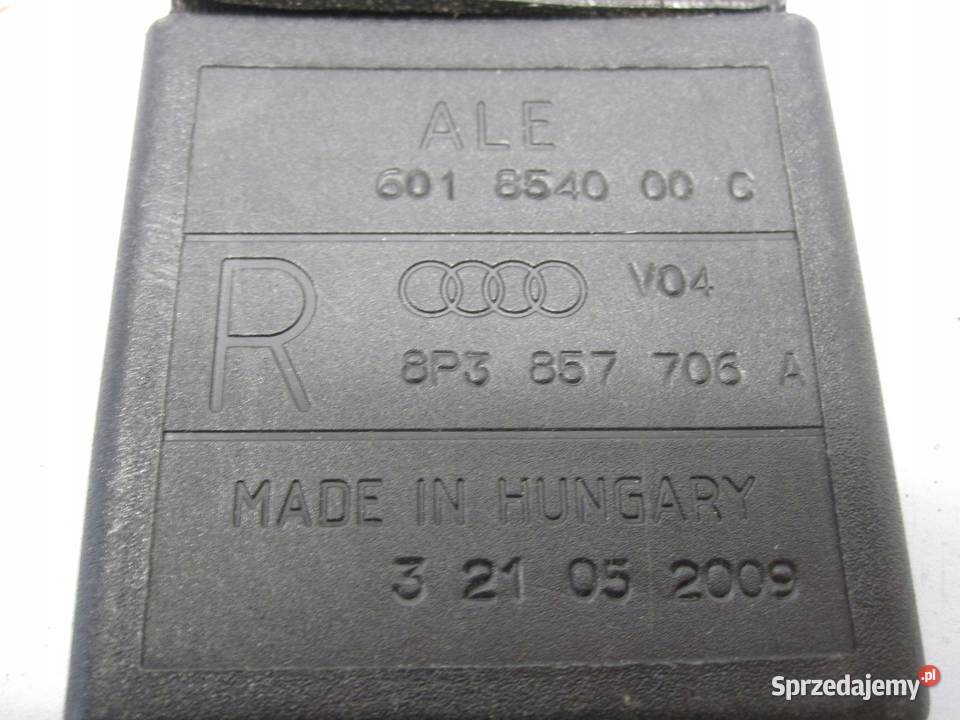 ALE
601 8540 00 C
R V04
8P3 857 706 A
MADE IN HUNGARY
3 21 05 2009
Sprzedajemy.pl